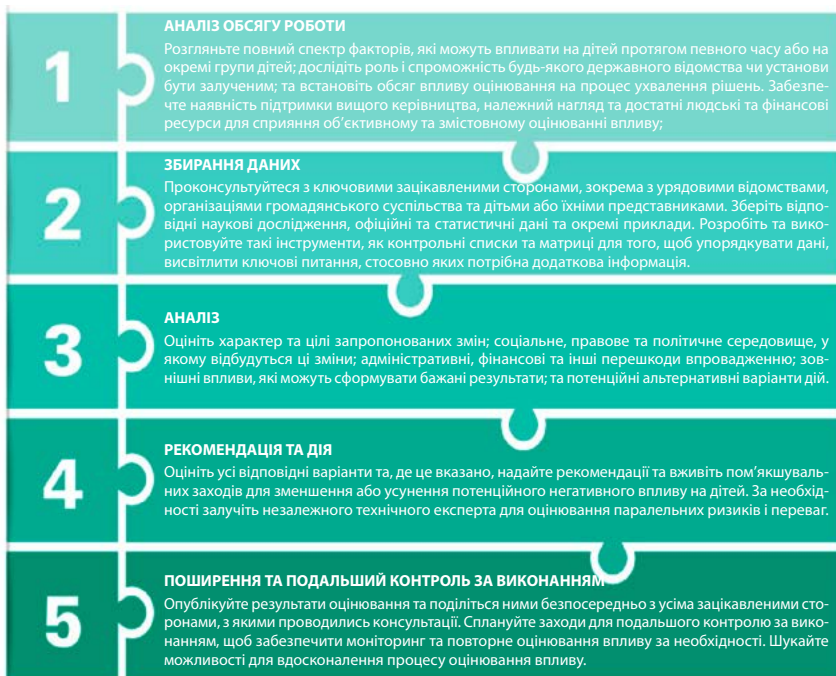 1
АНАЛІЗ ОБСЯГУ РОБОТИ
Розгляньте повний спектр факторів, які можуть впливати на дітей протягом певного часу або на
окремі групи дітей; дослідіть роль і спроможність будь-якого державного відомства чи установи
бути залученим; та встановіть обсяг впливу оцінювання на процес ухвалення рішень. Забезпе-
чте наявність підтримки вищого керівництва, належний нагляд та достатні людські та фінансові
ресурси для сприяння об’єктивному та змістовному оцінюванні впливу;
2
ЗБИРАННЯ ДАНИХ
Проконсультуйтеся з ключовими зацікавленими сторонами, зокрема з урядовими відомствами,
організаціями громадянського суспільства та дітьми або їхніми представниками. Зберіть відпо-
відні наукові дослідження, офіційні та статистичні дані та окремі приклади. Розробіть та вико-
ристовуйте такі інструменти, як контрольні списки та матриці для того, щоб упорядкувати дані,
висвітлити ключові питання, стосовно яких потрібна додаткова інформація.
3
АНАЛІЗ
Оцініть характер та цілі запропонованих змін; соціальне, правове та політичне середовище, у
якому відбудуться ці зміни; адміністративні, фінансові та інші перешкоди впровадженню; зов-
нішні впливи, які можуть сформувати бажані результати; та потенційні альтернативні варіанти дій.
4
РЕКОМЕНДАЦІЯ ТА ДІЯ
Оцініть усі відповідні варіанти та, де це вказано, надайте рекомендації та вживіть пом’якшуваль-
них заходів для зменшення або усунення потенційного негативного впливу на дітей. За необхід-
ності залучіть незалежного технічного експерта для оцінювання паралельних ризиків і переваг.
5
ПОШИРЕННЯ ТА ПОДАЛЬШИЙ КОНТРОЛЬ ЗА ВИКОНАННЯМ
Опублікуйте результати оцінювання та поділіться ними безпосередньо з усіма зацікавленими сто-
ронами, з якими проводились консультації. Сплануйте заходи для подальшого контролю за вико-
нанням, щоб забезпечити моніторинг та повторне оцінювання впливу за необхідності. Шукайте
можливості для вдосконалення процесу оцінювання впливу.